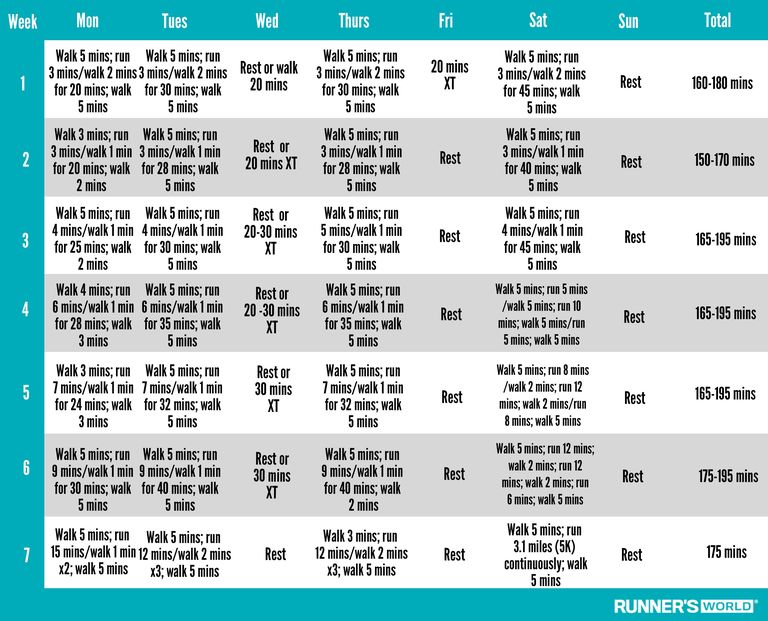 Week Mon Tues Wed Thurs Fri Sat Sun Total
1
Walk 5 mins; run
3 mins/walk 2 mins
for 20 mins; walk
5 mins
Walk 5 mins; run
3 mins/walk 2 mins
for 30 mins; walk
5 mins
Rest or walk
20 mins
Walk 5 mins; run
3 mins/walk 2 mins
for 30 mins; walk
5 mins
20 mins
XT
Walk 5 mins; run
3 mins/walk 2 mins
for 45 mins; walk
5 mins
Rest
160-180 mins
2
Walk 3 mins; run
3 mins/walk 1 min
for 20 mins; walk
2 mins
Walk 5 mins; run
3 mins/walk 1 min
for 28 mins; walk
5 mins
Rest or
20 mins XT
Walk 5 mins; run
3 mins/walk 1 min
for 28 mins; walk
5 mins
Rest
Walk 5 mins; run
3 mins/walk 1 min
for 40 mins; walk
5 mins
Rest
150-170 mins
3
Walk 5 mins; run
4 mins/walk 1 min
for 25 mins; walk
2 mins
Walk 5 mins; run
4 mins/walk 1 min
for 30 mins; walk
5 mins
Rest or
20-30 mins
XT
Walk 5 mins; run
5 mins/walk 1 min
for 30 mins; walk
5 mins
Rest
Walk 5 mins; run
4 mins/walk 1 min
for 45 mins; walk
5 mins
Rest
165-195 mins
4
Walk 4 mins; run
6 mins/walk 1 min
for 28 mins; walk
3 mins
Walk 5 mins; run
6 mins/walk 1 min
for 35 mins; walk
5 mins
Rest or
20 -30 mins
XT
Walk 5 mins; run
6 mins/walk 1 min
for 35 mins; walk
5 mins
Rest
Walk 5 mins; run 5 mins
/walk 5 mins; run 10
mins; walk 5 mins/run
5 mins; walk 5 mins
Rest
165-195 mins
5
Walk 3 mins; run
7 mins/walk 1 min
for 24 mins; walk
3 mins
Walk 5 mins; run
7 mins/walk 1 min
for 32 mins; walk
5 mins
Rest or
30 mins
XT
Walk 5 mins; run
7 mins/walk 1 min
for 32 mins; walk
5 mins
Rest
Walk 5 mins; run 8 mins
/walk 2 mins; run 12
mins; walk 2 mins/run
8 mins; walk 5 mins
Rest
165-195 mins
6
Walk 5 mins; run
9 mins/walk 1 min
for 30 mins; walk
5 mins
Walk 5 mins; run
9 mins/walk 1 min
for 40 mins; walk
5 mins
Rest or
30 mins
XT
Walk 5 mins; run
9 mins/walk 1 min
for 40 mins; walk
2 mins
Rest
Walk 5 mins; run 12 mins;
walk 2 mins; run 12
mins; walk 2 mins; run
6 mins; walk 5 mins
Rest
175-195 mins
7
Walk 5 mins; run
15 mins/walk 1 min
x2; walk 5 mins
Walk 5 mins; run
12 mins/walk 2 mins
x3; walk 5 mins
Rest
Walk 3 mins; run
12 mins/walk 2 mins
x3; walk 5 mins
Rest
Walk 5 mins; run
3.1 miles (5K)
continuously; walk
5 mins
Rest
175 mins
RUNNER'S WORLD